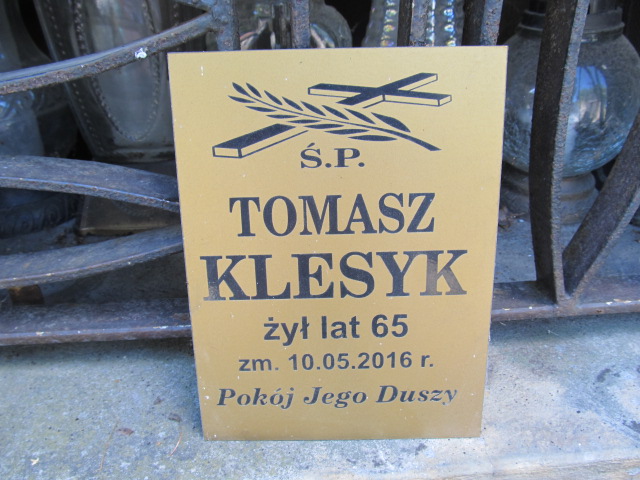 Ś.P.
TOMASZ
KLESYK
żył lat 65
zm. 10.05.2016 r.
Pokój Jego Duszy